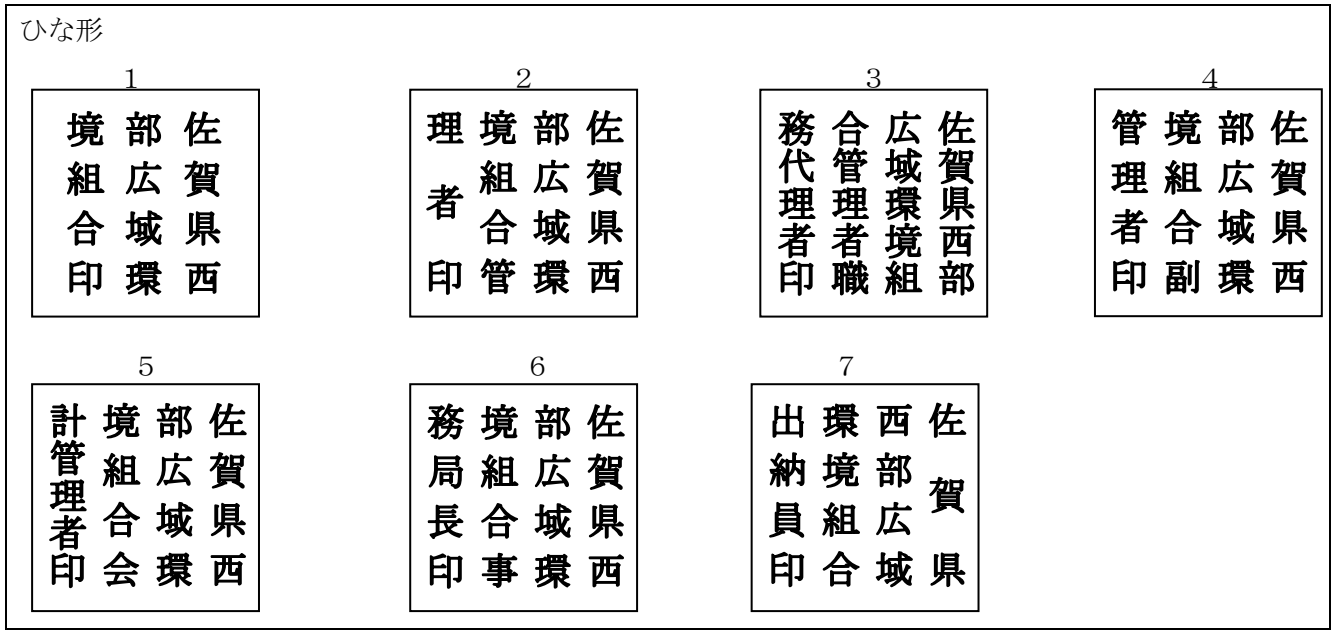 ひな形
１
佐賀県西
部広域環
境組合印
２
佐賀県西
部広域環
境組合管
理者印
３
佐賀県西部
広域環境組
合管理者職
務代理者印
４
佐賀県西
部広域環
境組合副
管理者印
５
佐賀県西
部広域環
境組合会
計管理者印
６
佐賀県西
部広域環
境組合事
務局長印
７
佐賀県
西部広域
環境組合
出納員印